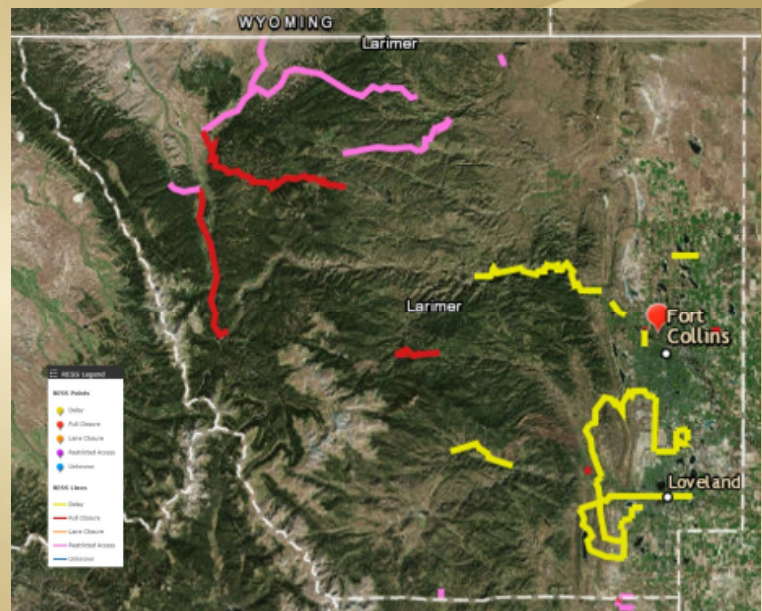 WYOMING
Larimer
Larimer
Fort
Collins
Loveland
RESS Legend
RESS Points
Delay
Full Closure
Lane Closure
Restricted Access
Unknown
RESS Lines
Delay
Full Closure
Lane Closure
Restricted Access
Unknown